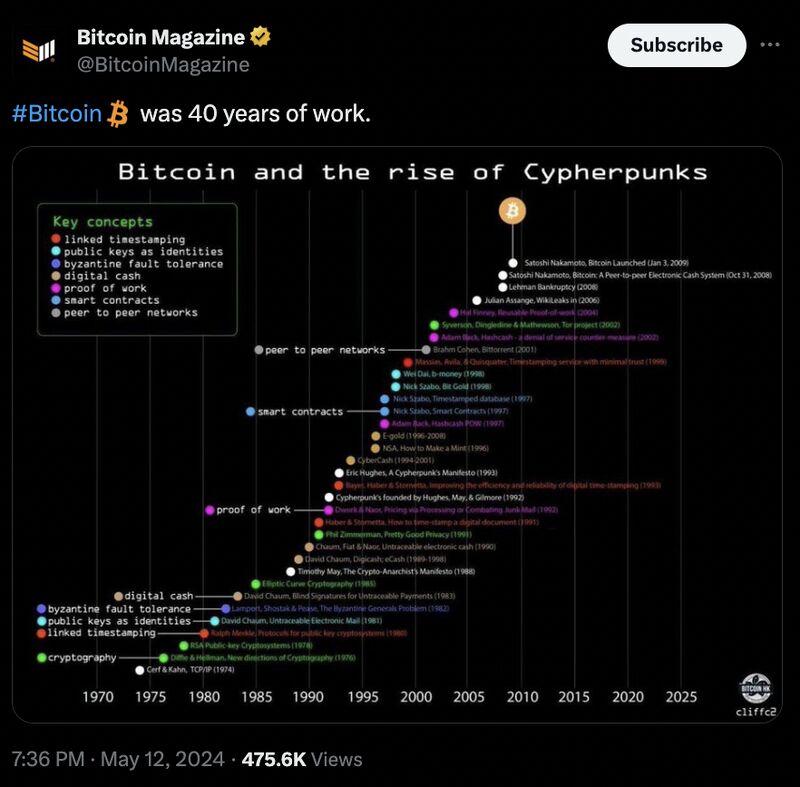 Bitcoin Magazine
@BitcoinMagazine
Subscribe
#Bitcoin was 40 years of work.
Bitcoin and the rise of Cypherpunks
Key concepts
linked timestamping
public keys as identities
byzantine fault tolerance
digital cash
proof of work
smart contracts
peer to peer networks
Satoshi Nakamoto, Bitcoin Launched (Jan 3, 2009)
Satoshi Nakamoto, Bitcoin: A Peer-to-peer Electronic Cash System (Oct 31, 2008)
Lehman Bankruptcy (2008)
Julian Assange, WikiLeaks in (2006)
Hal Finney, Reusable Proof-of-work (2004)
Syverson, Dingledine & Mathewson, Tor project (2002)
Adam Back, Hashcash - a denial of service counter-measure (2002)
peer to peer networks Brahm Cohen, Bittorrent (2001)
Massias, Avila, & Quisquater, Timestamping service with minimal trust (1999)
Wei Dai, b-money (1998)
Nick Szabo, Bit Gold (1998)
Nick Szabo, Timestamped database (1997)
smart contracts Nick Szabo, Smart Contracts (1997)
Adam Back, Hashcash POW (1997)
E-gold (1996-2008)
NSA, How to Make a Mint (1996)
CyberCash (1994-2001)
Eric Hughes, A Cypherpunk's Manifesto (1993)
Bayer, Haber & Stornetta, Improving the efficiency and reliability of digital time-stamping (1993)
Cypherpunk's founded by Hughes, May, & Gilmore (1992)
proof of work Dwork & Naor, Pricing via Processing or Combating Junk Mail (1992)
Haber & Stornetta, How to time-stamp a digital document (1991)
Phil Zimmerman, Pretty Good Privacy (1991)
Chaum, Fiat & Naor, Untraceable electronic cash (1990)
David Chaum, Digicash; eCash (1989-1998)
Timothy May, The Crypto-Anarchist's Manifesto (1988)
Elliptic Curve Cryptography (1985)
digital cash David Chaum, Blind Signatures for Untraceable Payments (1983)
byzantine fault tolerance Lamport, Shostak & Pease, The Byzantine Generals Problem (1982)
public keys as identities David Chaum, Untraceable Electronic Mail (1981)
linked timestamping Ralph Merkle, Protocols for public key cryptosystems (1980)
RSA Public-key Cryptosystems (1978)
cryptography Diffie & Hellman, New directions of Cryptography (1976)
Cerf & Kahn, TCP/IP (1974)
1970 1975 1980 1985 1990 1995 2000 2005 2010 2015 2020 2025
BITCOIN HK
cliffc2
7:36 PM · May 12, 2024 · 475.6K Views